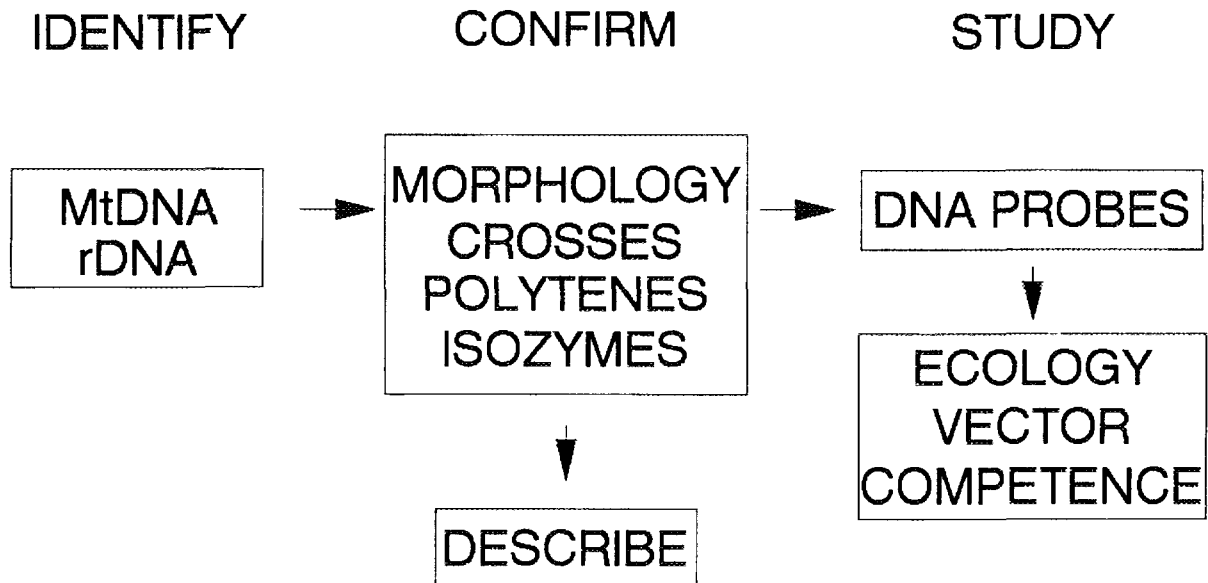 IDENTIFY
CONFIRM
STUDY
MtDNA
rDNA
MORPHOLOGY
CROSSES
POLYTENES
ISOZYMES
DNA PROBES
ECOLOGY
VECTOR
COMPETENCE
DESCRIBE